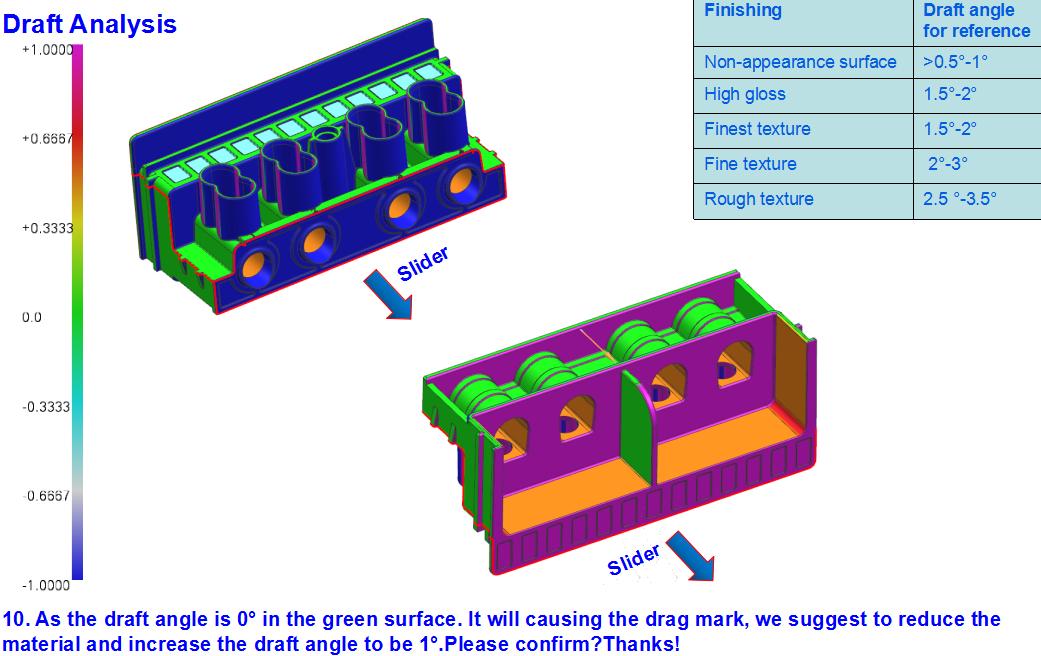 Draft Analysis
+1.0000
+0.6667
+0.3333
0.0
-0.3333
-0.6667
-1.0000
Finishing Draft angle
for reference
Non-appearance surface >0.5°-1°
High gloss 1.5°-2°
Finest texture 1.5°-2°
Fine texture 2°-3°
Rough texture 2.5 °-3.5°
Slider
Slider
10. As the draft angle is 0º in the green surface. It will causing the drag mark, we suggest to reduce the
material and increase the draft angle to be 1º.Please confirm?Thanks!